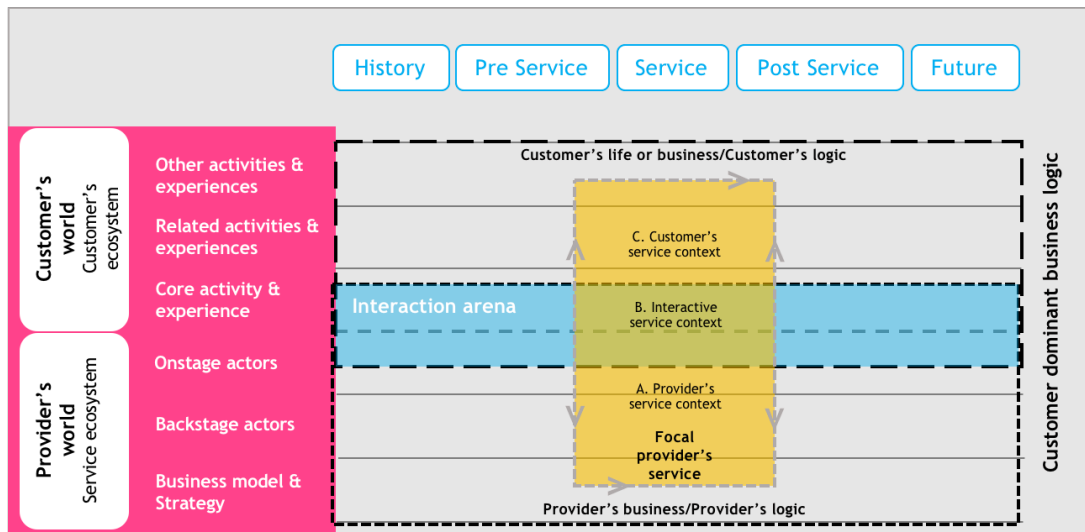 History
Pre Service
Service
Post Service
Future
Customer's
world
Customer's
ecosystem
Other activities &
experiences
Related activities &
experiences
Core activity &
experience
Provider's
world
Service ecosystem
Onstage actors
Backstage actors
Business model &
Strategy
Customer's life or business/Customer's logic
C. Customer's
service context
Interaction arena
B. Interactive
service context
A. Provider's
service context
Focal
provider's
service
Provider's business/Provider's logic
Customer dominant business logic